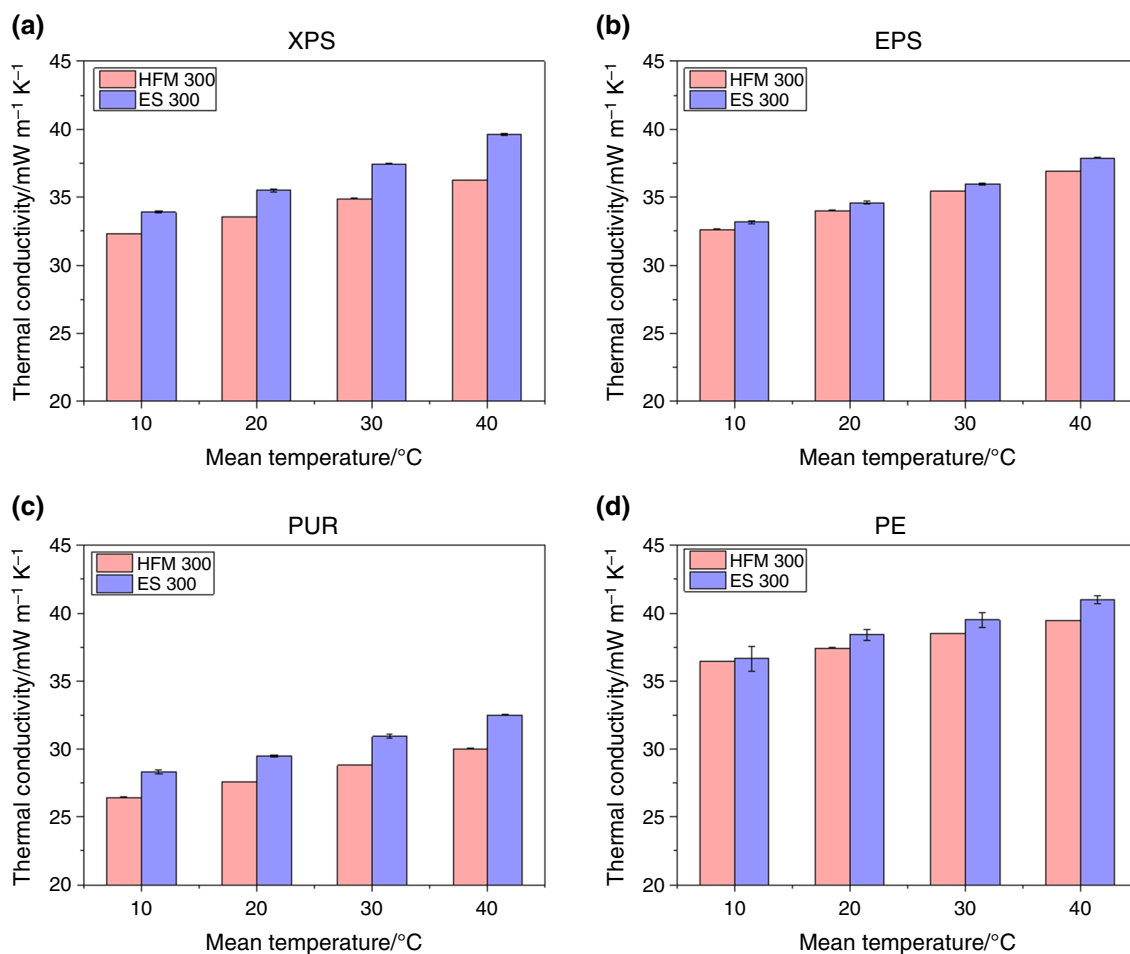 (a)
XPS
Thermal conductivity/mW m⁻¹ K⁻¹
45
40
35
30
25
20
HFM 300
ES 300
10 20 30 40
Mean temperature/°C
(b)
EPS
Thermal conductivity/mW m⁻¹ K⁻¹
45
40
35
30
25
20
HFM 300
ES 300
10 20 30 40
Mean temperature/°C
(c)
PUR
Thermal conductivity/mW m⁻¹ K⁻¹
45
40
35
30
25
20
HFM 300
ES 300
10 20 30 40
Mean temperature/°C
(d)
PE
Thermal conductivity/mW m⁻¹ K⁻¹
45
40
35
30
25
20
HFM 300
ES 300
10 20 30 40
Mean temperature/°C